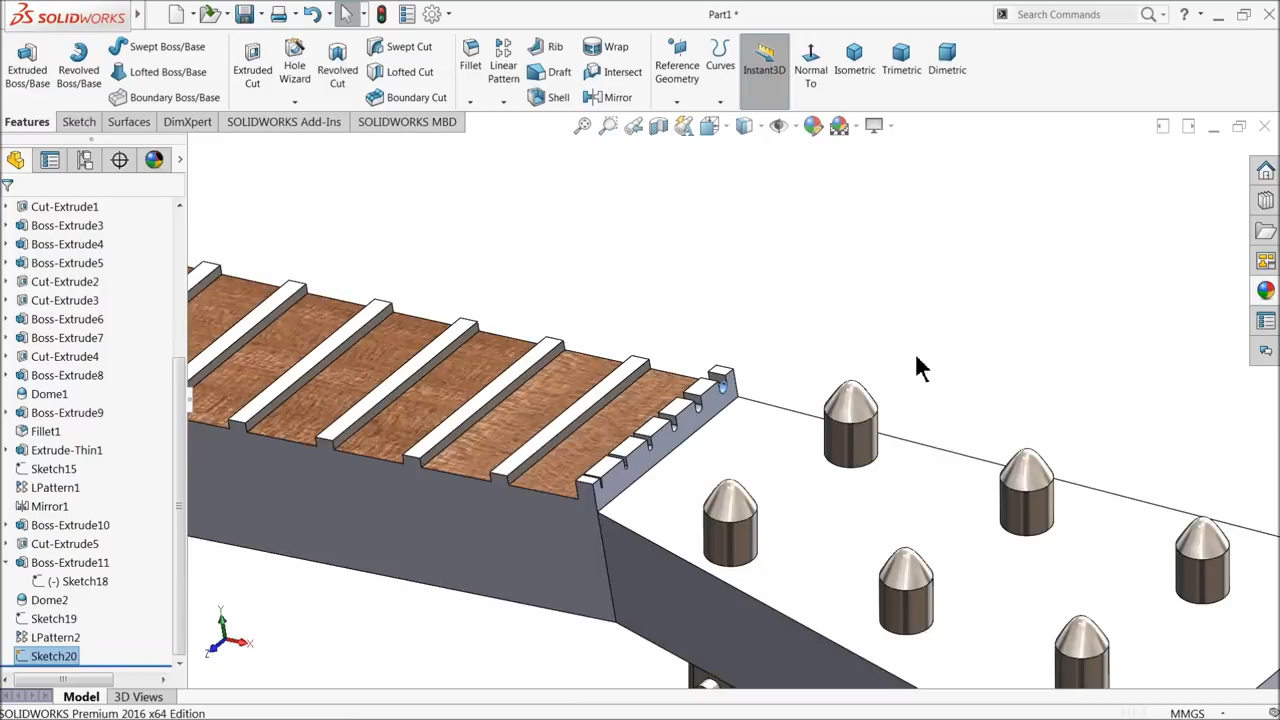 SOLIDWORKS
Part1 *
Search Commands
?
Extruded Boss/Base
Revolved Boss/Base
Swept Boss/Base
Lofted Boss/Base
Boundary Boss/Base
Extruded Cut
Hole Wizard
Revolved Cut
Swept Cut
Lofted Cut
Boundary Cut
Fillet
Linear Pattern
Rib
Draft
Shell
Wrap
Intersect
Mirror
Reference Geometry
Curves
Instant3D
Normal To
Isometric
Trimetric
Dimetric
Features
Sketch
Surfaces
DimXpert
SOLIDWORKS Add-Ins
SOLIDWORKS MBD
Cut-Extrude1
Boss-Extrude3
Boss-Extrude4
Boss-Extrude5
Cut-Extrude2
Cut-Extrude3
Boss-Extrude6
Boss-Extrude7
Cut-Extrude4
Boss-Extrude8
Dome1
Boss-Extrude9
Fillet1
Extrude-Thin1
Sketch15
LPattern1
Mirror1
Boss-Extrude10
Cut-Extrude5
Boss-Extrude11
(-) Sketch18
Dome2
Sketch19
LPattern2
Sketch20
Y
X
Z
Model
3D Views
SOLIDWORKS Premium 2016 x64 Edition
MMGS